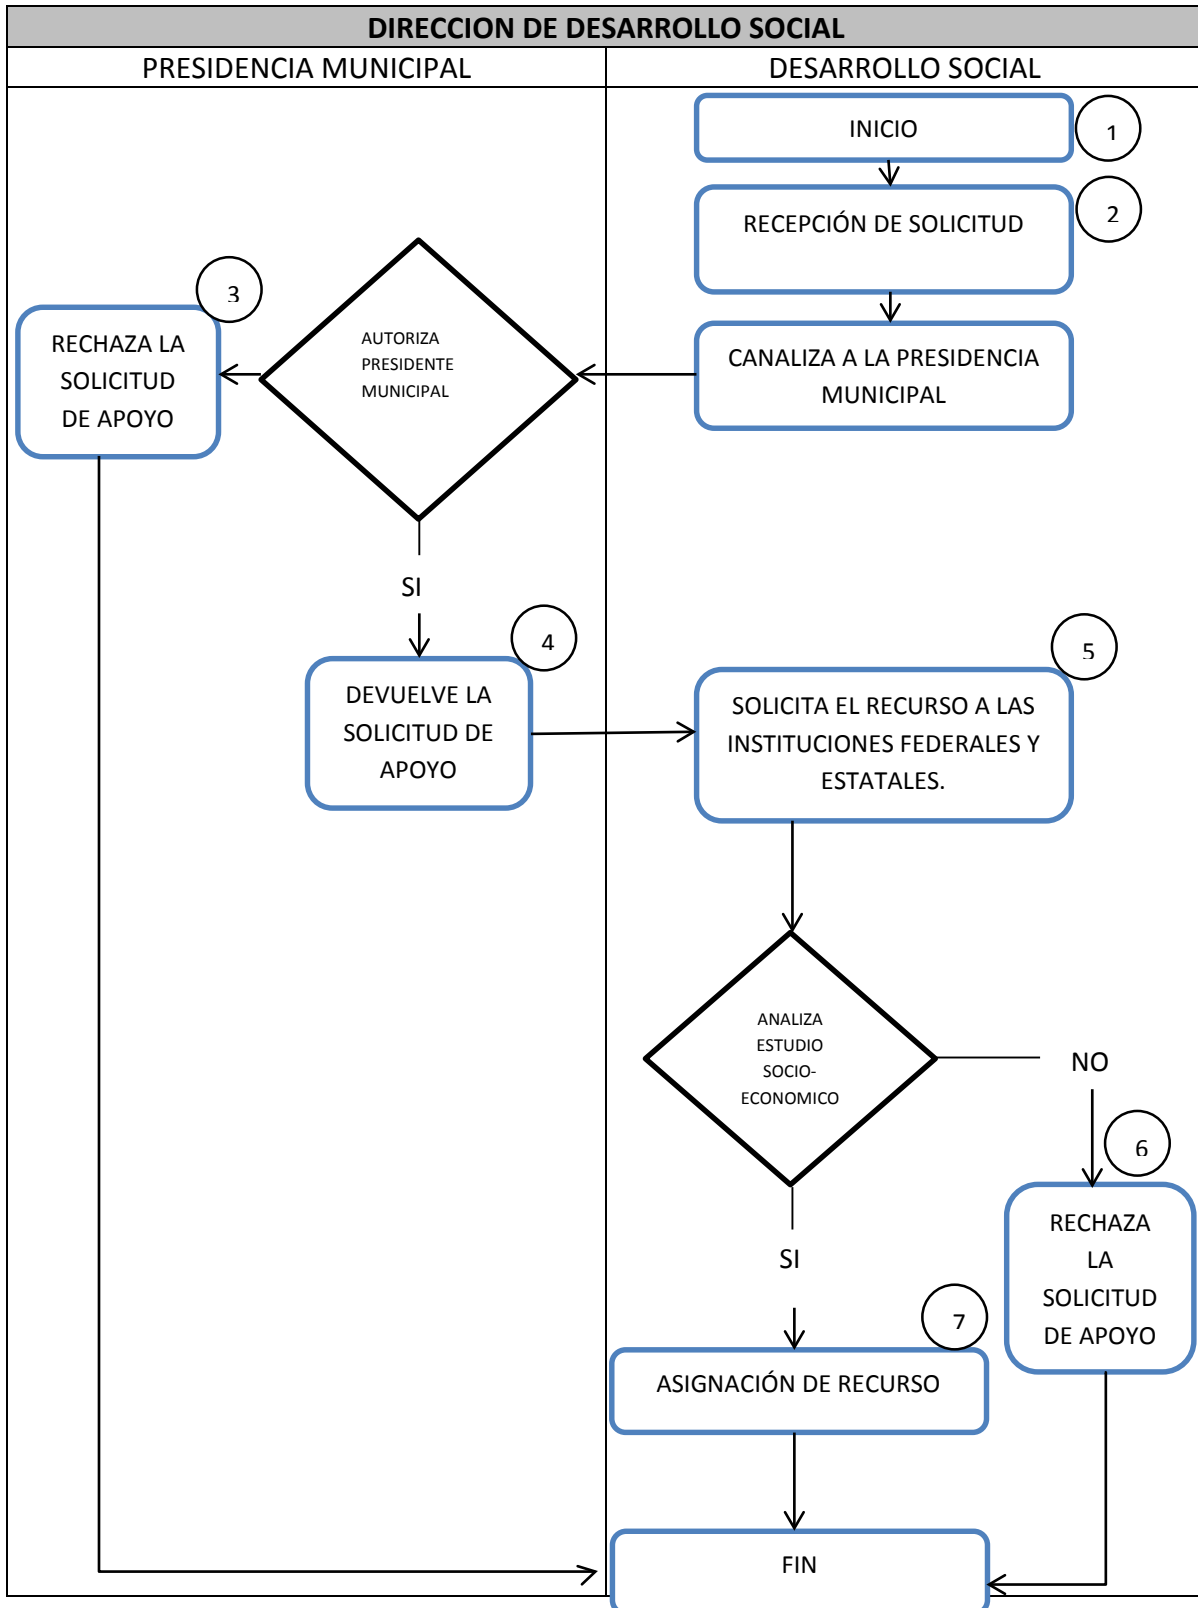 DIRECCION DE DESARROLLO SOCIAL
PRESIDENCIA MUNICIPAL
DESARROLLO SOCIAL
INICIO
1
RECEPCIÓN DE SOLICITUD
2
CANALIZA A LA PRESIDENCIA
MUNICIPAL
AUTORIZA
PRESIDENTE
MUNICIPAL
3
RECHAZA LA
SOLICITUD
DE APOYO
SI
4
DEVUELVE LA
SOLICITUD DE
APOYO
5
SOLICITA EL RECURSO A LAS
INSTITUCIONES FEDERALES Y
ESTATALES.
ANALIZA
ESTUDIO
SOCIO-
ECONOMICO
NO
6
RECHAZA
LA
SOLICITUD
DE APOYO
SI
7
ASIGNACIÓN DE RECURSO
FIN